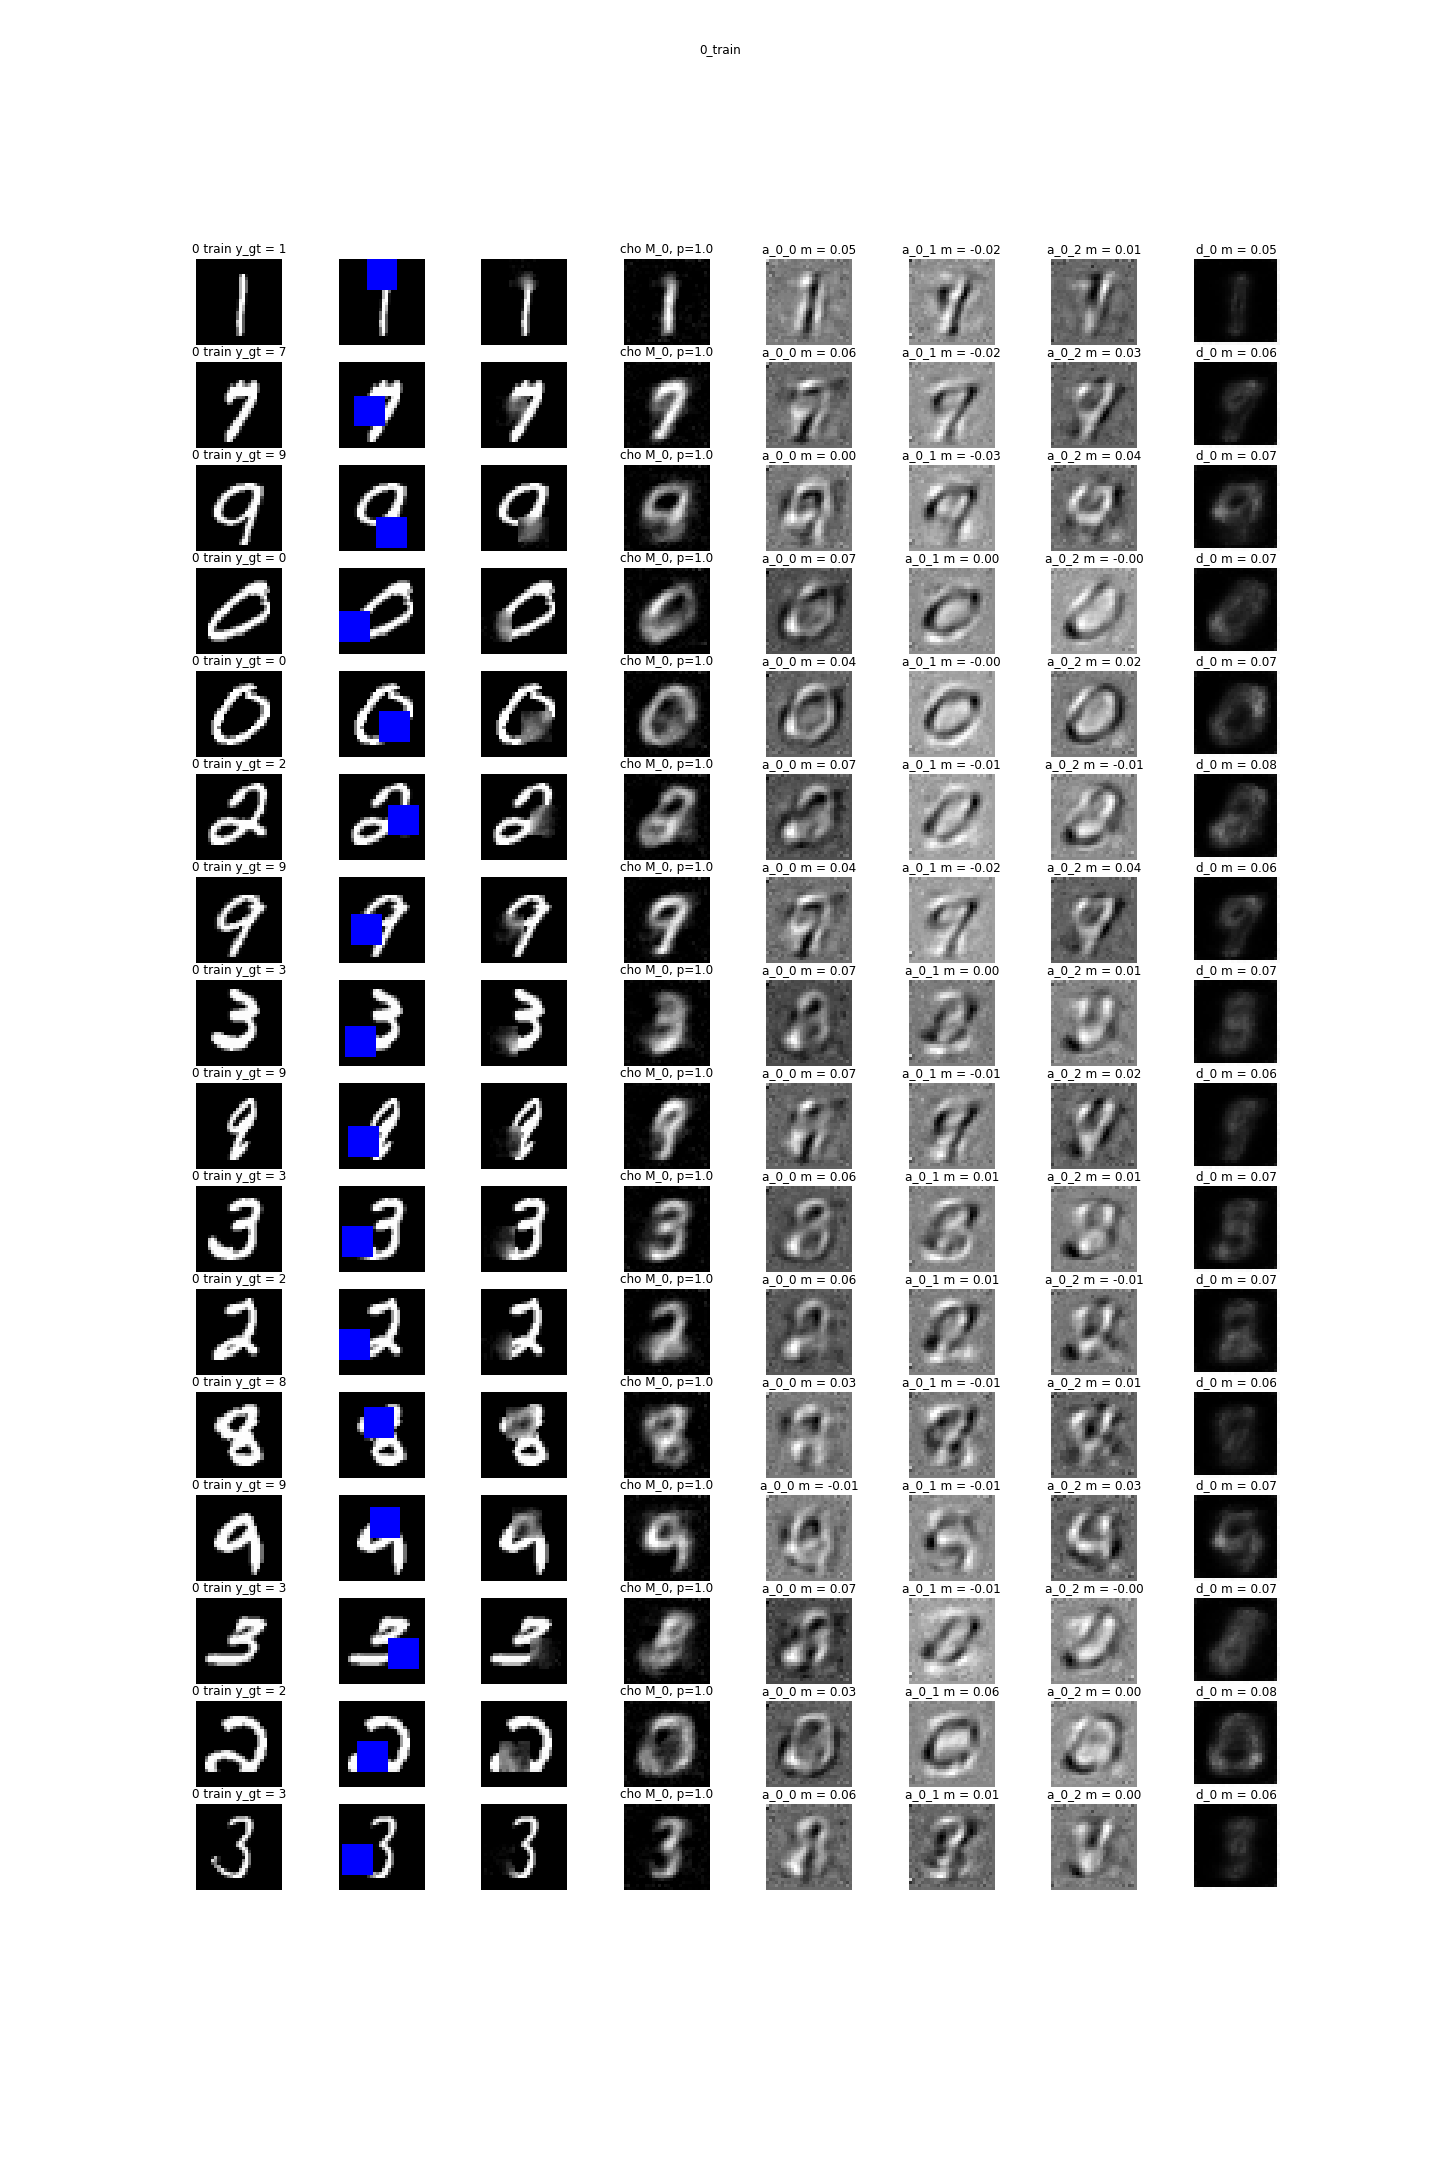 0_train
0 train y_gt = 1 cho M_0, p=1.0 a_0_0 m = 0.05 a_0_1 m = -0.02 a_0_2 m = 0.01 d_0 m = 0.05
0 train y_gt = 7 cho M_0, p=1.0 a_0_0 m = 0.06 a_0_1 m = -0.02 a_0_2 m = 0.03 d_0 m = 0.06
0 train y_gt = 9 cho M_0, p=1.0 a_0_0 m = 0.00 a_0_1 m = -0.03 a_0_2 m = 0.04 d_0 m = 0.07
0 train y_gt = 0 cho M_0, p=1.0 a_0_0 m = 0.07 a_0_1 m = 0.00 a_0_2 m = -0.00 d_0 m = 0.07
0 train y_gt = 0 cho M_0, p=1.0 a_0_0 m = 0.04 a_0_1 m = -0.00 a_0_2 m = 0.02 d_0 m = 0.07
0 train y_gt = 2 cho M_0, p=1.0 a_0_0 m = 0.07 a_0_1 m = -0.01 a_0_2 m = -0.01 d_0 m = 0.08
0 train y_gt = 9 cho M_0, p=1.0 a_0_0 m = 0.04 a_0_1 m = -0.02 a_0_2 m = 0.04 d_0 m = 0.06
0 train y_gt = 3 cho M_0, p=1.0 a_0_0 m = 0.07 a_0_1 m = 0.00 a_0_2 m = 0.01 d_0 m = 0.07
0 train y_gt = 9 cho M_0, p=1.0 a_0_0 m = 0.07 a_0_1 m = -0.01 a_0_2 m = 0.02 d_0 m = 0.06
0 train y_gt = 3 cho M_0, p=1.0 a_0_0 m = 0.06 a_0_1 m = 0.01 a_0_2 m = 0.01 d_0 m = 0.07
0 train y_gt = 2 cho M_0, p=1.0 a_0_0 m = 0.06 a_0_1 m = 0.01 a_0_2 m = -0.01 d_0 m = 0.07
0 train y_gt = 8 cho M_0, p=1.0 a_0_0 m = 0.03 a_0_1 m = -0.01 a_0_2 m = 0.01 d_0 m = 0.06
0 train y_gt = 9 cho M_0, p=1.0 a_0_0 m = -0.01 a_0_1 m = -0.01 a_0_2 m = 0.03 d_0 m = 0.07
0 train y_gt = 3 cho M_0, p=1.0 a_0_0 m = 0.07 a_0_1 m = -0.01 a_0_2 m = -0.00 d_0 m = 0.07
0 train y_gt = 2 cho M_0, p=1.0 a_0_0 m = 0.03 a_0_1 m = 0.06 a_0_2 m = 0.00 d_0 m = 0.08
0 train y_gt = 3 cho M_0, p=1.0 a_0_0 m = 0.06 a_0_1 m = 0.01 a_0_2 m = 0.00 d_0 m = 0.06